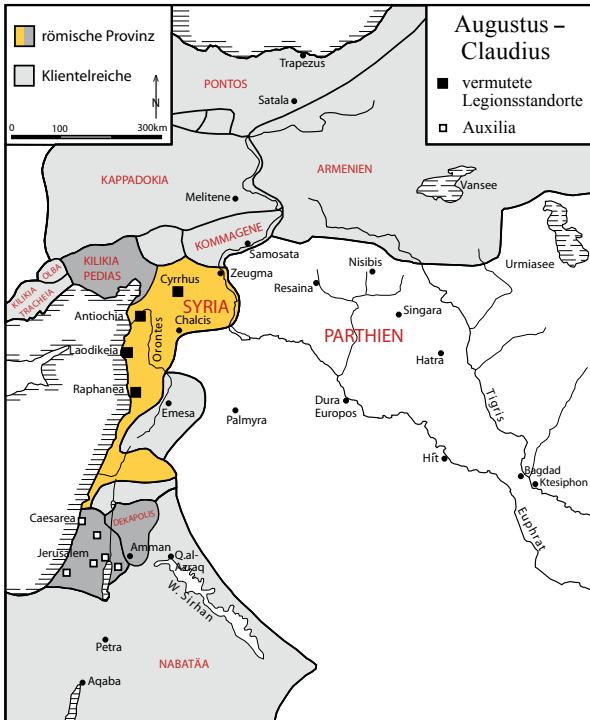 römische Provinz
Klientelreiche
N
0 100 300km
Augustus –
Claudius
vermutete
Legionsstandorte
Auxilia
Trapezus
PONTOS
Satala
ARMENIEN
KAPPADOKIA
Melitene
Vansee
KOMMAGENE
Samosata
Urmiasee
OLBA
KILIKIA
PEDIAS
KILIKIA
TRACHEIA
Zeugma
Nisibis
Cyrrhus
Resaina
SYRIA
Antiochia
Singara
Chalcis
PARTHIEN
Orontes
Laodikeia
Hatra
Raphanea
Emesa
Palmyra
Dura
Europos
Tigris
Hît
Bagdad
Ktesiphon
Euphrat
Caesarea
DEKAPOLIS
Jerusalem
Amman
Q.al-
Azraq
W. Sirhan
Petra
NABATÄA
Aqaba